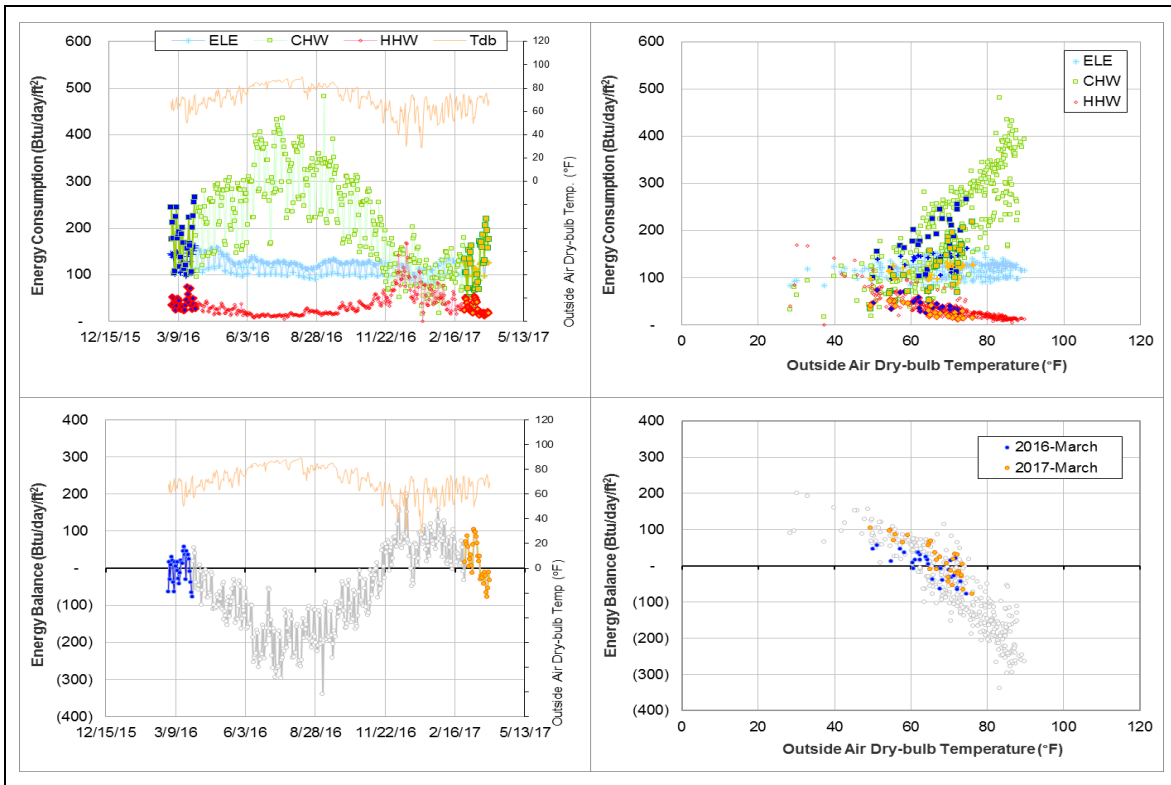 ELE CHW HHW Tdb
Energy Consumption (Btu/day/ft²)
600
500
400
300
200
100
-
120
100
80
60
40
20
0
Outside Air Dry-bulb Temp. (°F)
12/15/15 3/9/16 6/3/16 8/28/16 11/22/16 2/16/17 5/13/17
ELE
CHW
HHW
Energy Consumption (Btu/day/ft²)
600
500
400
300
200
100
-
0 20 40 60 80 100 120
Outside Air Dry-bulb Temperature (°F)
Energy Balance (Btu/day/ft²)
400
300
200
100
-
(100)
(200)
(300)
(400)
120
100
80
60
40
20
0
Outside Air Dry-bulb Temp (°F)
12/15/15 3/9/16 6/3/16 8/28/16 11/22/16 2/16/17 5/13/17
2016-March
2017-March
Energy Balance (Btu/day/ft²)
400
300
200
100
-
(100)
(200)
(300)
(400)
0 20 40 60 80 100 120
Outside Air Dry-bulb Temperature (°F)